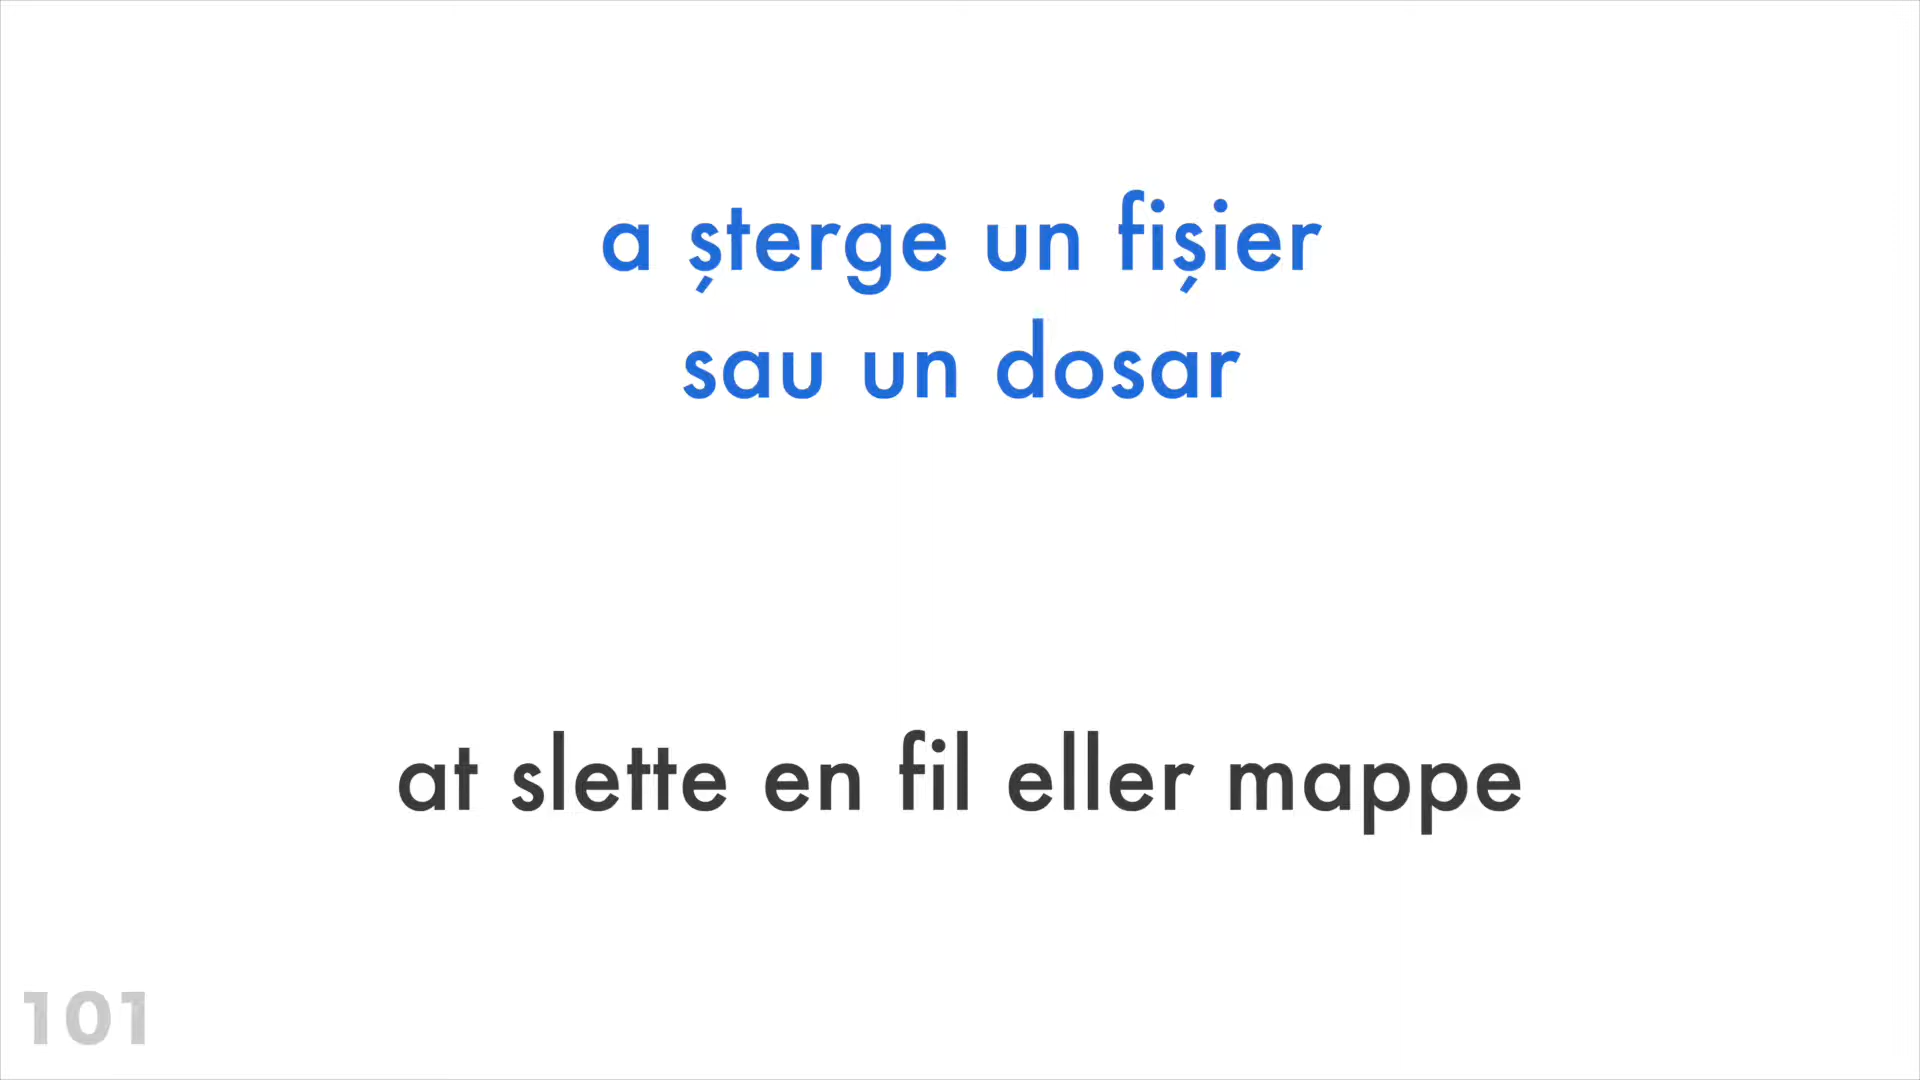 a șterge un fișier
sau un dosar
at slette en fil eller mappe
101